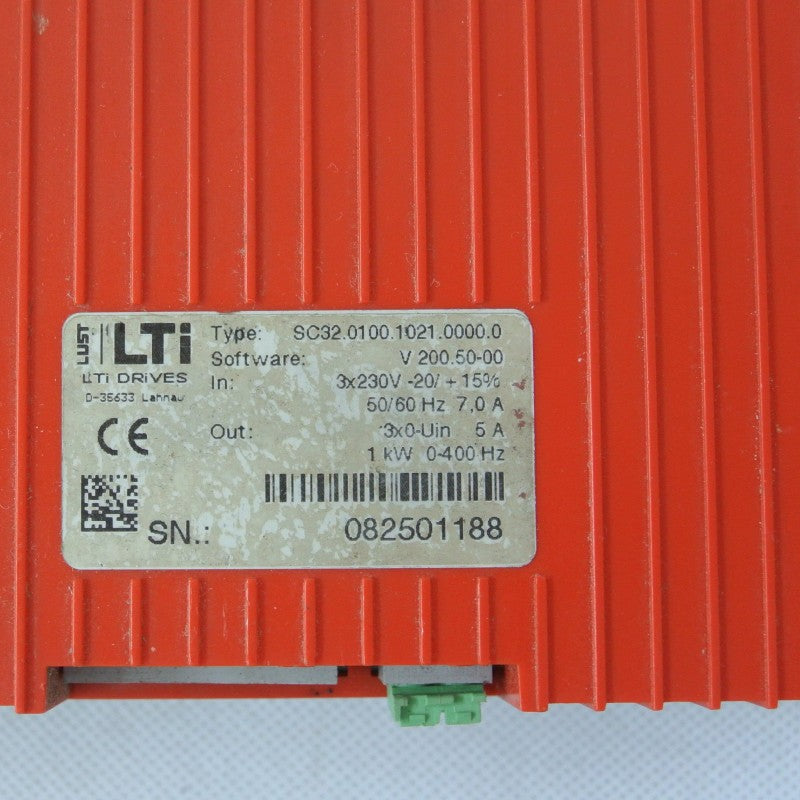 LUST LTi
LTi DRiVES
D-35633 Lahnau
Type: SC32.0100.1021.0000.0
Software: V 200.50-00
In: 3x230V -20/ + 15%
50/60 Hz 7,0 A
Out: 3x0-Uin 5 A
1 kW 0-400 Hz
CE
SN.: 082501188